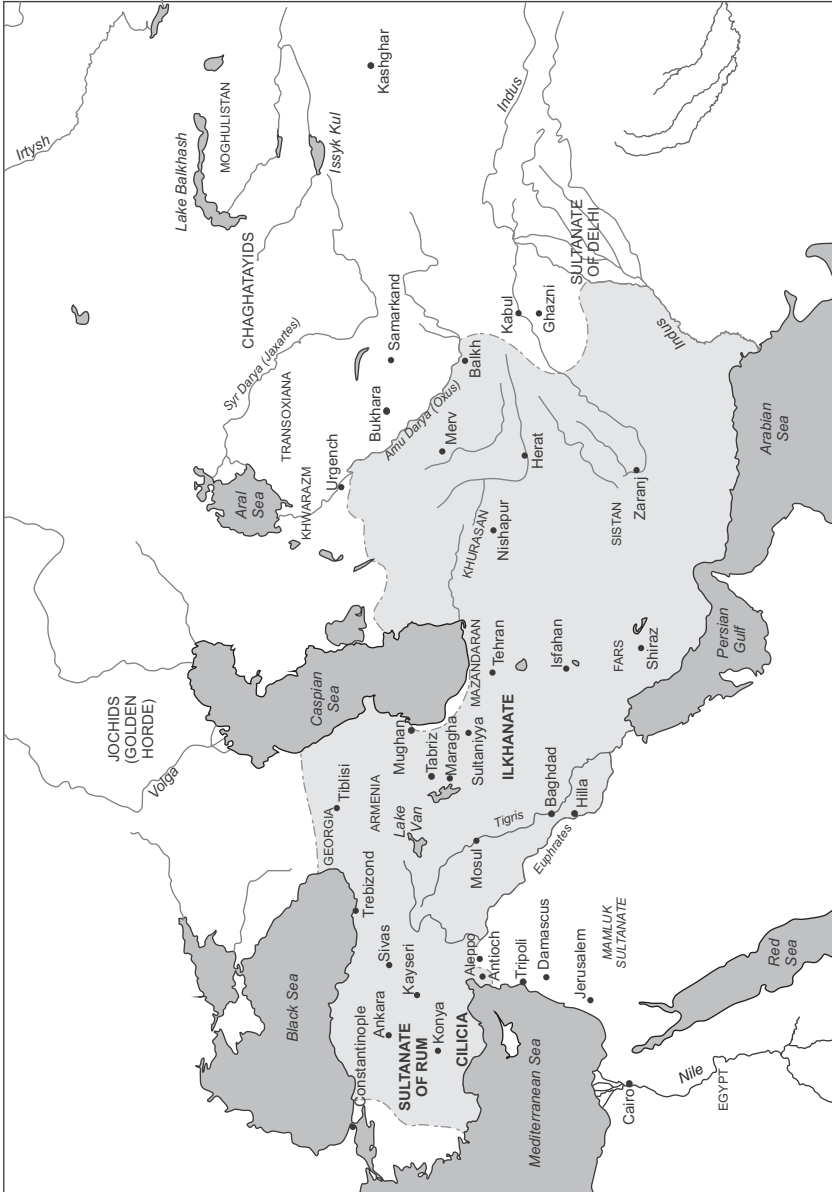 Irtysh
Lake Balkhash
MOGHULISTAN
Issyk Kul
Kashghar
CHAGHATAYIDS
Syr Darya (Jaxartes)
TRANSOXIANA
Aral
Sea
KHWARAZM
Urgench
Bukhara
Samarkand
Amu Darya (Oxus)
Merv
Balkh
Kabul
Ghazni
Indus
SULTANATE
OF DELHI
Indus
Herat
KHURASAN
Nishapur
SISTAN
Zaranj
Arabian
Sea
JOCHIDS
(GOLDEN
HORDE)
Volga
Caspian
Sea
MAZANDARAN
Tehran
Isfahan
FARS
Shiraz
Persian
Gulf
GEORGIA
Tiblisi
ARMENIA
Mughan
Tabriz
Maragha
Sultaniyya
ILKHANATE
Lake
Van
Mosul
Tigris
Baghdad
Hilla
Euphrates
Black Sea
Trebizond
Constantinople
Sivas
Ankara
Kayseri
SULTANATE
OF RUM
Konya
CILICIA
Aleppo
Antioch
Tripoli
Damascus
Jerusalem
MAMLUK
SULTANATE
Mediterranean Sea
Red
Sea
Cairo
Nile
EGYPT